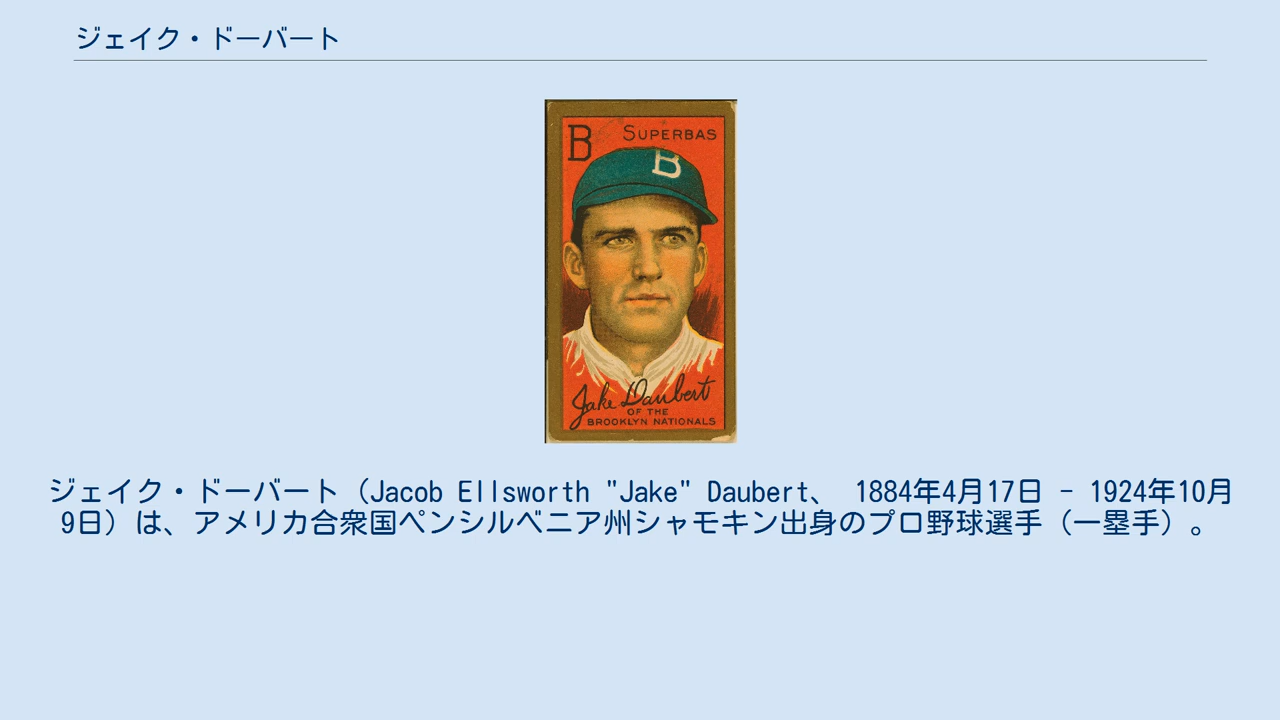 ジェイク・ドーバート
B SUPERBAS
B
Jake Daubert
OF THE
BROOKLYN NATIONALS
ジェイク・ドーバート（Jacob Ellsworth "Jake" Daubert、 1884年4月17日 - 1924年10月
9日）は、アメリカ合衆国ペンシルベニア州シャモキン出身のプロ野球選手（一塁手）。